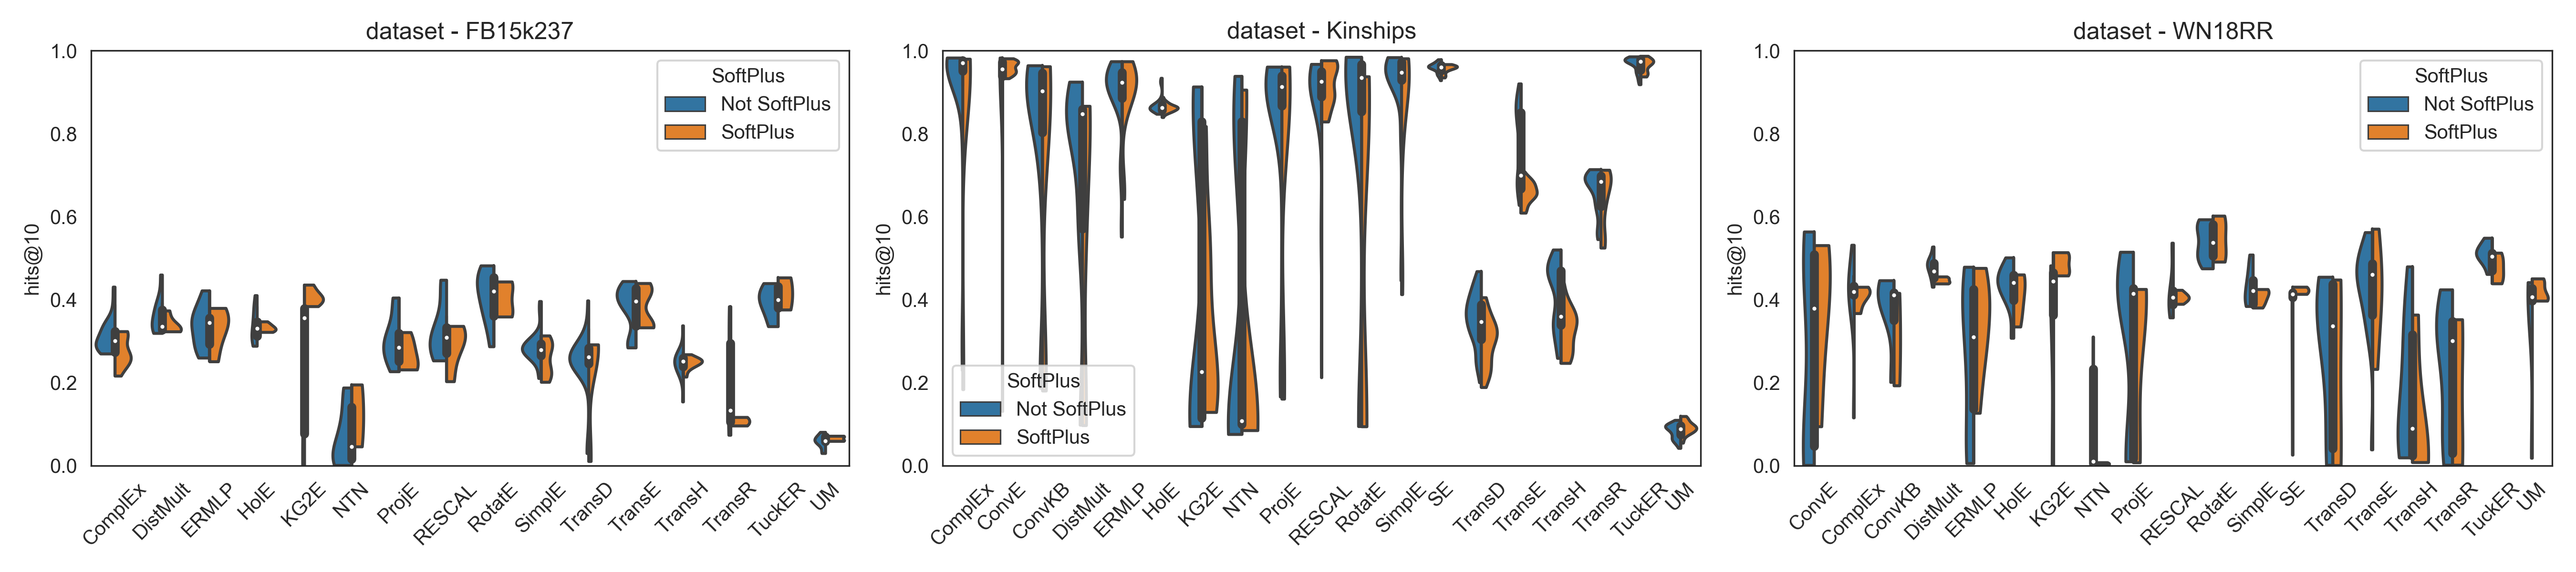 dataset - FB15k237
hits@10
1.0
0.8
0.6
0.4
0.2
0.0
SoftPlus
Not SoftPlus
SoftPlus
ComplEx
DistMult
ERMLP
HolE
KG2E
NTN
ProjE
RESCAL
RotatE
SimplE
TransD
TransE
TransH
TransR
TuckER
UM
dataset - Kinships
hits@10
1.0
0.8
0.6
0.4
0.2
0.0
SoftPlus
Not SoftPlus
SoftPlus
ComplEx
ConvE
ConvKB
DistMult
ERMLP
HolE
KG2E
NTN
ProjE
RESCAL
RotatE
SimplE
SE
TransD
TransE
TransH
TransR
TuckER
UM
dataset - WN18RR
hits@10
1.0
0.8
0.6
0.4
0.2
0.0
SoftPlus
Not SoftPlus
SoftPlus
ConvE
ComplEx
ConvKB
DistMult
ERMLP
HolE
KG2E
NTN
ProjE
RESCAL
RotatE
SimplE
SE
TransD
TransE
TransH
TransR
TuckER
UM